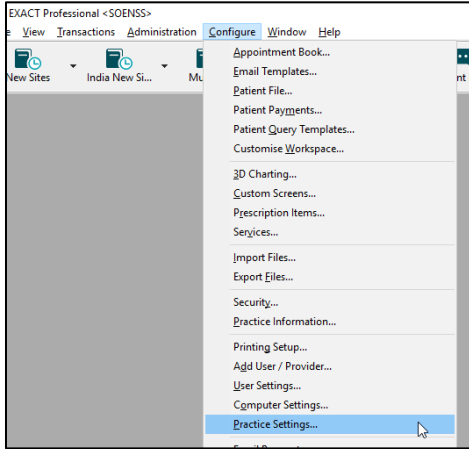 EXACT Professional <SOENSS>
e View Transactions Administration Configure Window Help
New Sites
India New Si...
Mu
nt
Appointment Book...
Email Templates...
Patient File...
Patient Payments...
Patient Query Templates...
Customise Workspace...
3D Charting...
Custom Screens...
Prescription Items...
Services...
Import Files...
Export Files...
Security...
Practice Information...
Printing Setup...
Add User / Provider...
User Settings...
Computer Settings...
Practice Settings...